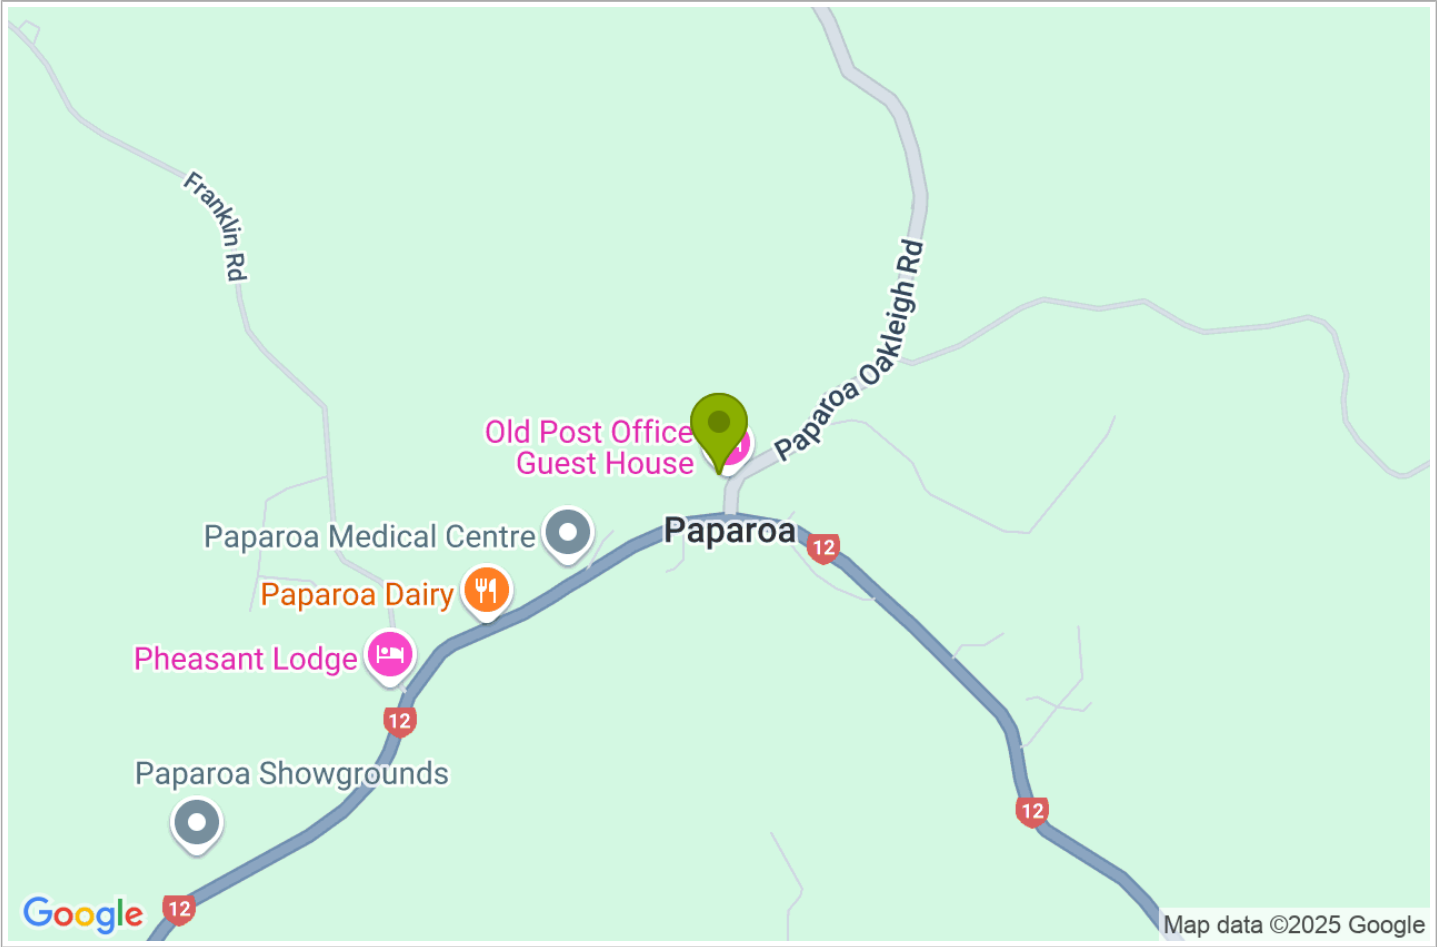 Franklin Rd
Paparoa Oakleigh Rd
Old Post Office
Guest House
Paparoa Medical Centre
Paparoa
12
Paparoa Dairy
Pheasant Lodge
12
Paparoa Showgrounds
12
12
Google
Map data ©2025 Google